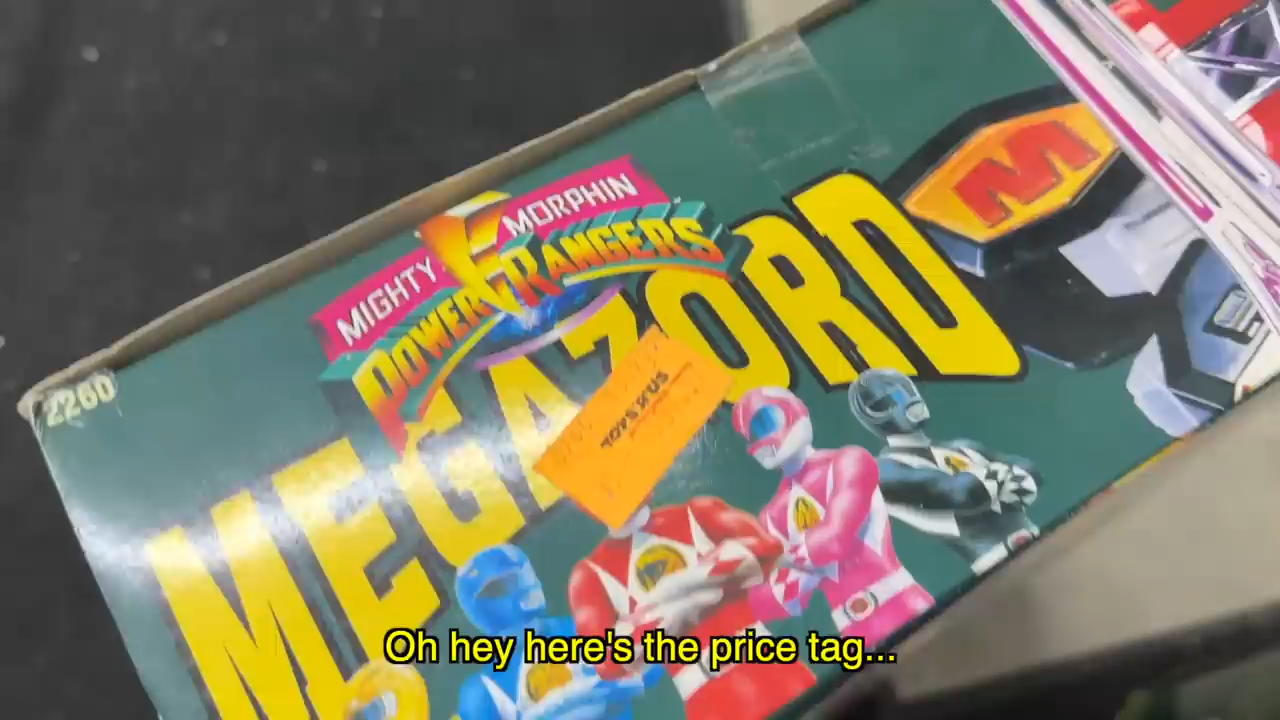 2260
MIGHTY MORPHIN
POWER RANGERS
MEGAZORD
TOYS R US
M
Oh hey here's the price tag...